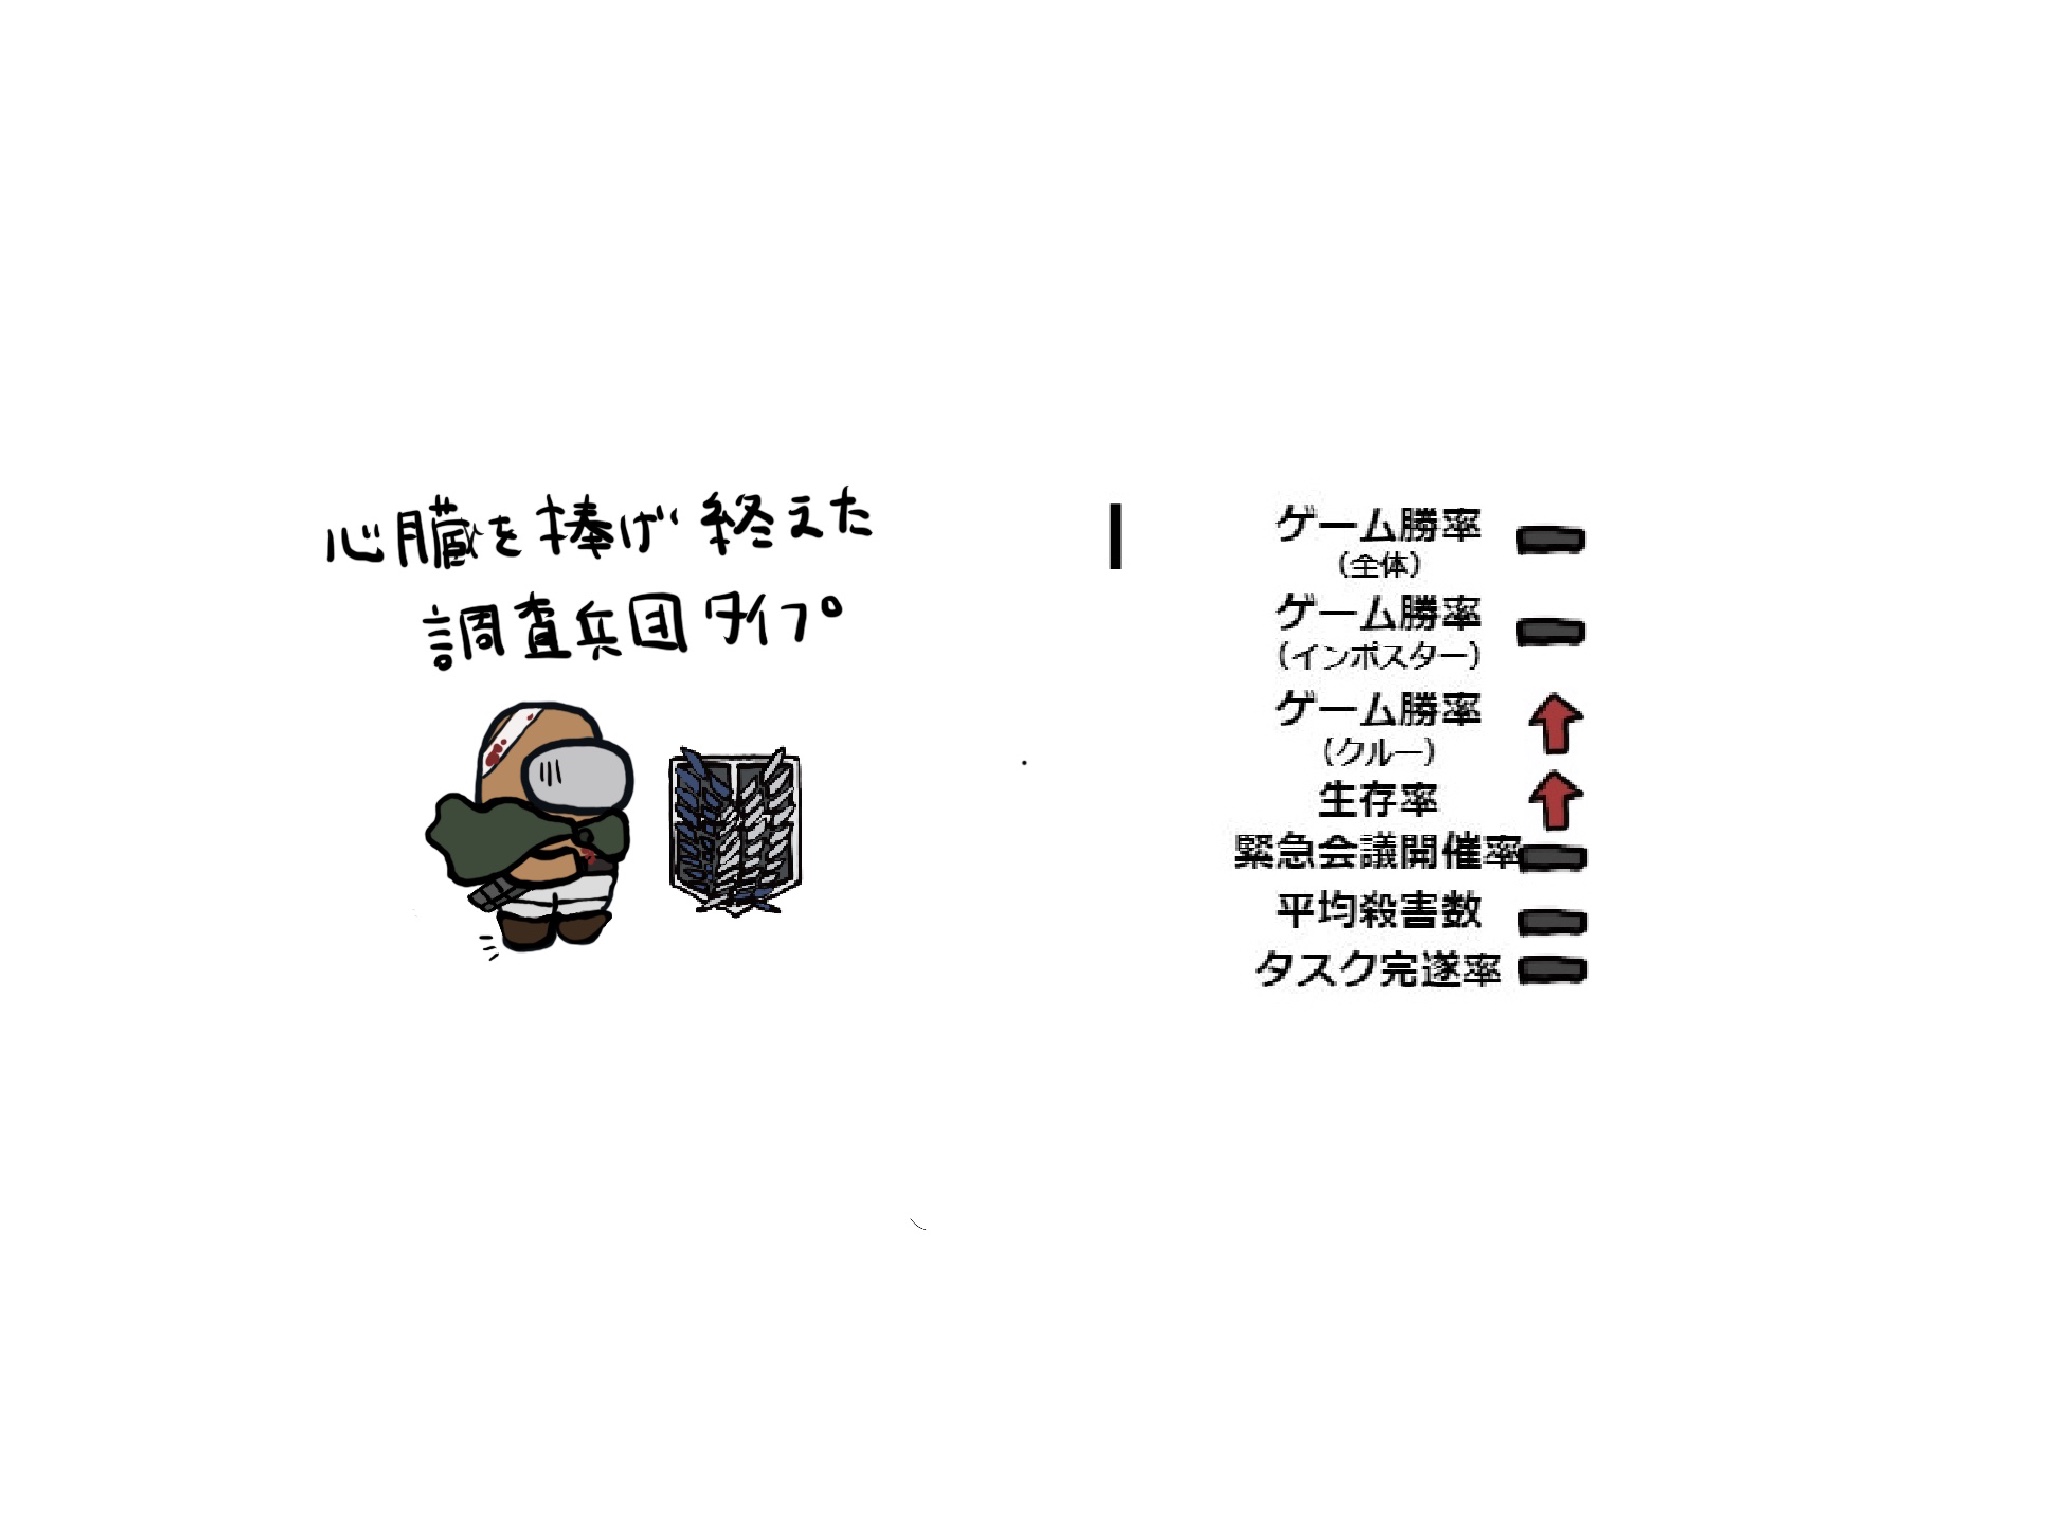 心臓を捧げ終えた
調査兵団タイプ
ゲーム勝率
(全体)
ゲーム勝率
(インポスター)
ゲーム勝率
(クルー)
生存率
緊急会議開催率
平均殺害数
タスク完遂率